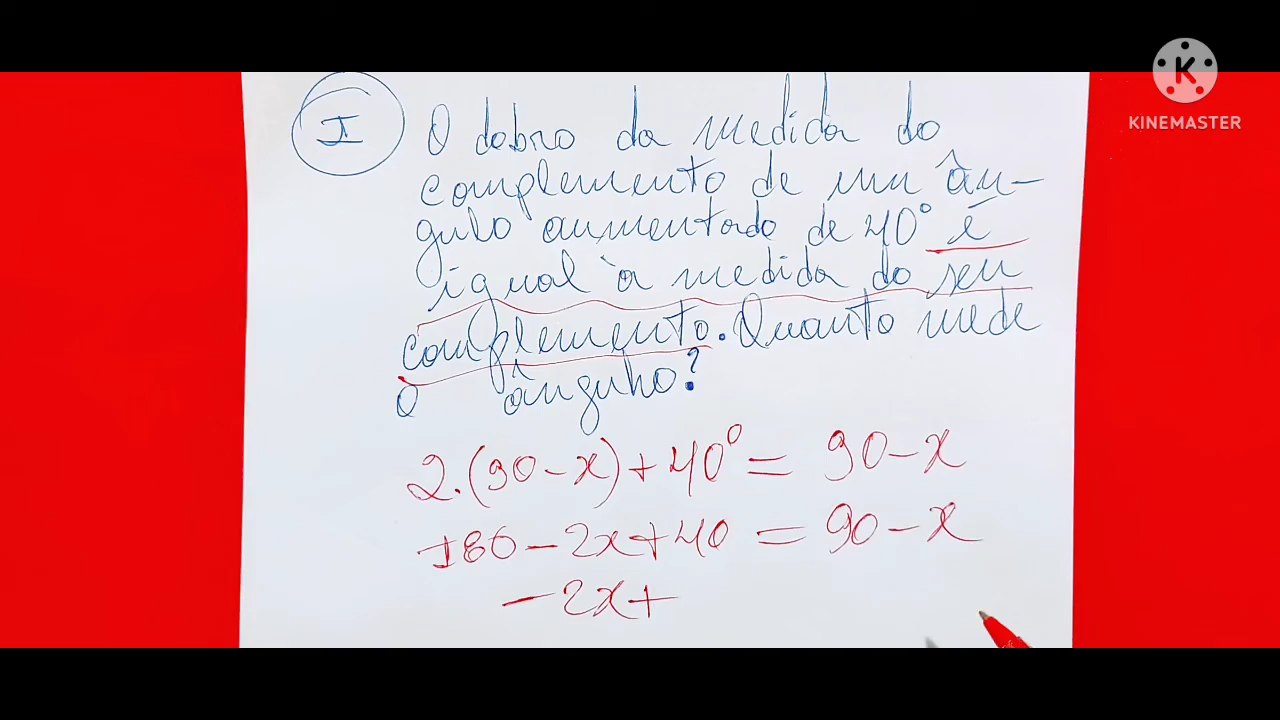 KINEMASTER
I O dobro da medida do
complemento de um ân-
gulo aumentado de 40° é
igual à medida do seu
complemento. Quanto mede
o ângulo?
2.(90-x)+40° = 90-x
180-2x+40 = 90-x
-2x+